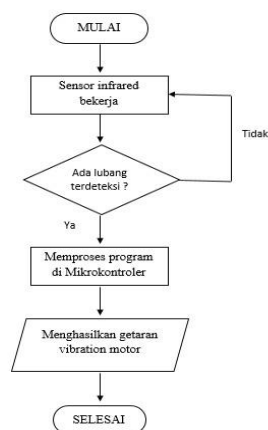 MULAI
Sensor infrared
bekerja
Tidak
Ada lubang
terdeteksi ?
Ya
Memproses program
di Mikrokontroler
Menghasilkan getaran
vibration motor
SELESAI